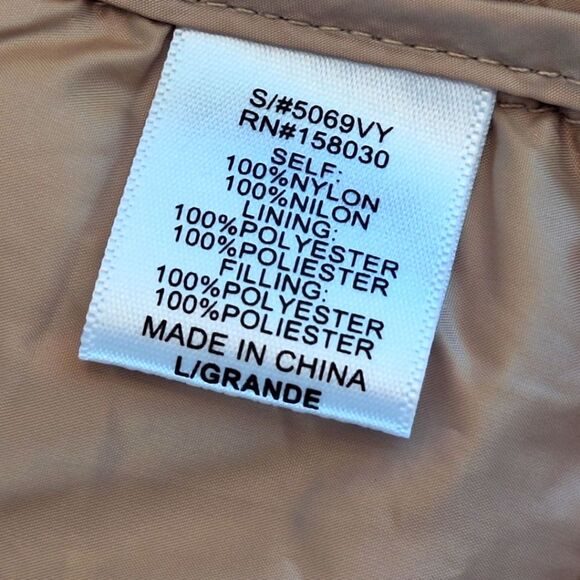 S/#5069VY
RN#158030
SELF:
100%NYLON
100%NILON
LINING:
100%POLYESTER
100%POLIESTER
FILLING:
100%POLYESTER
100%POLIESTER
MADE IN CHINA
L/GRANDE